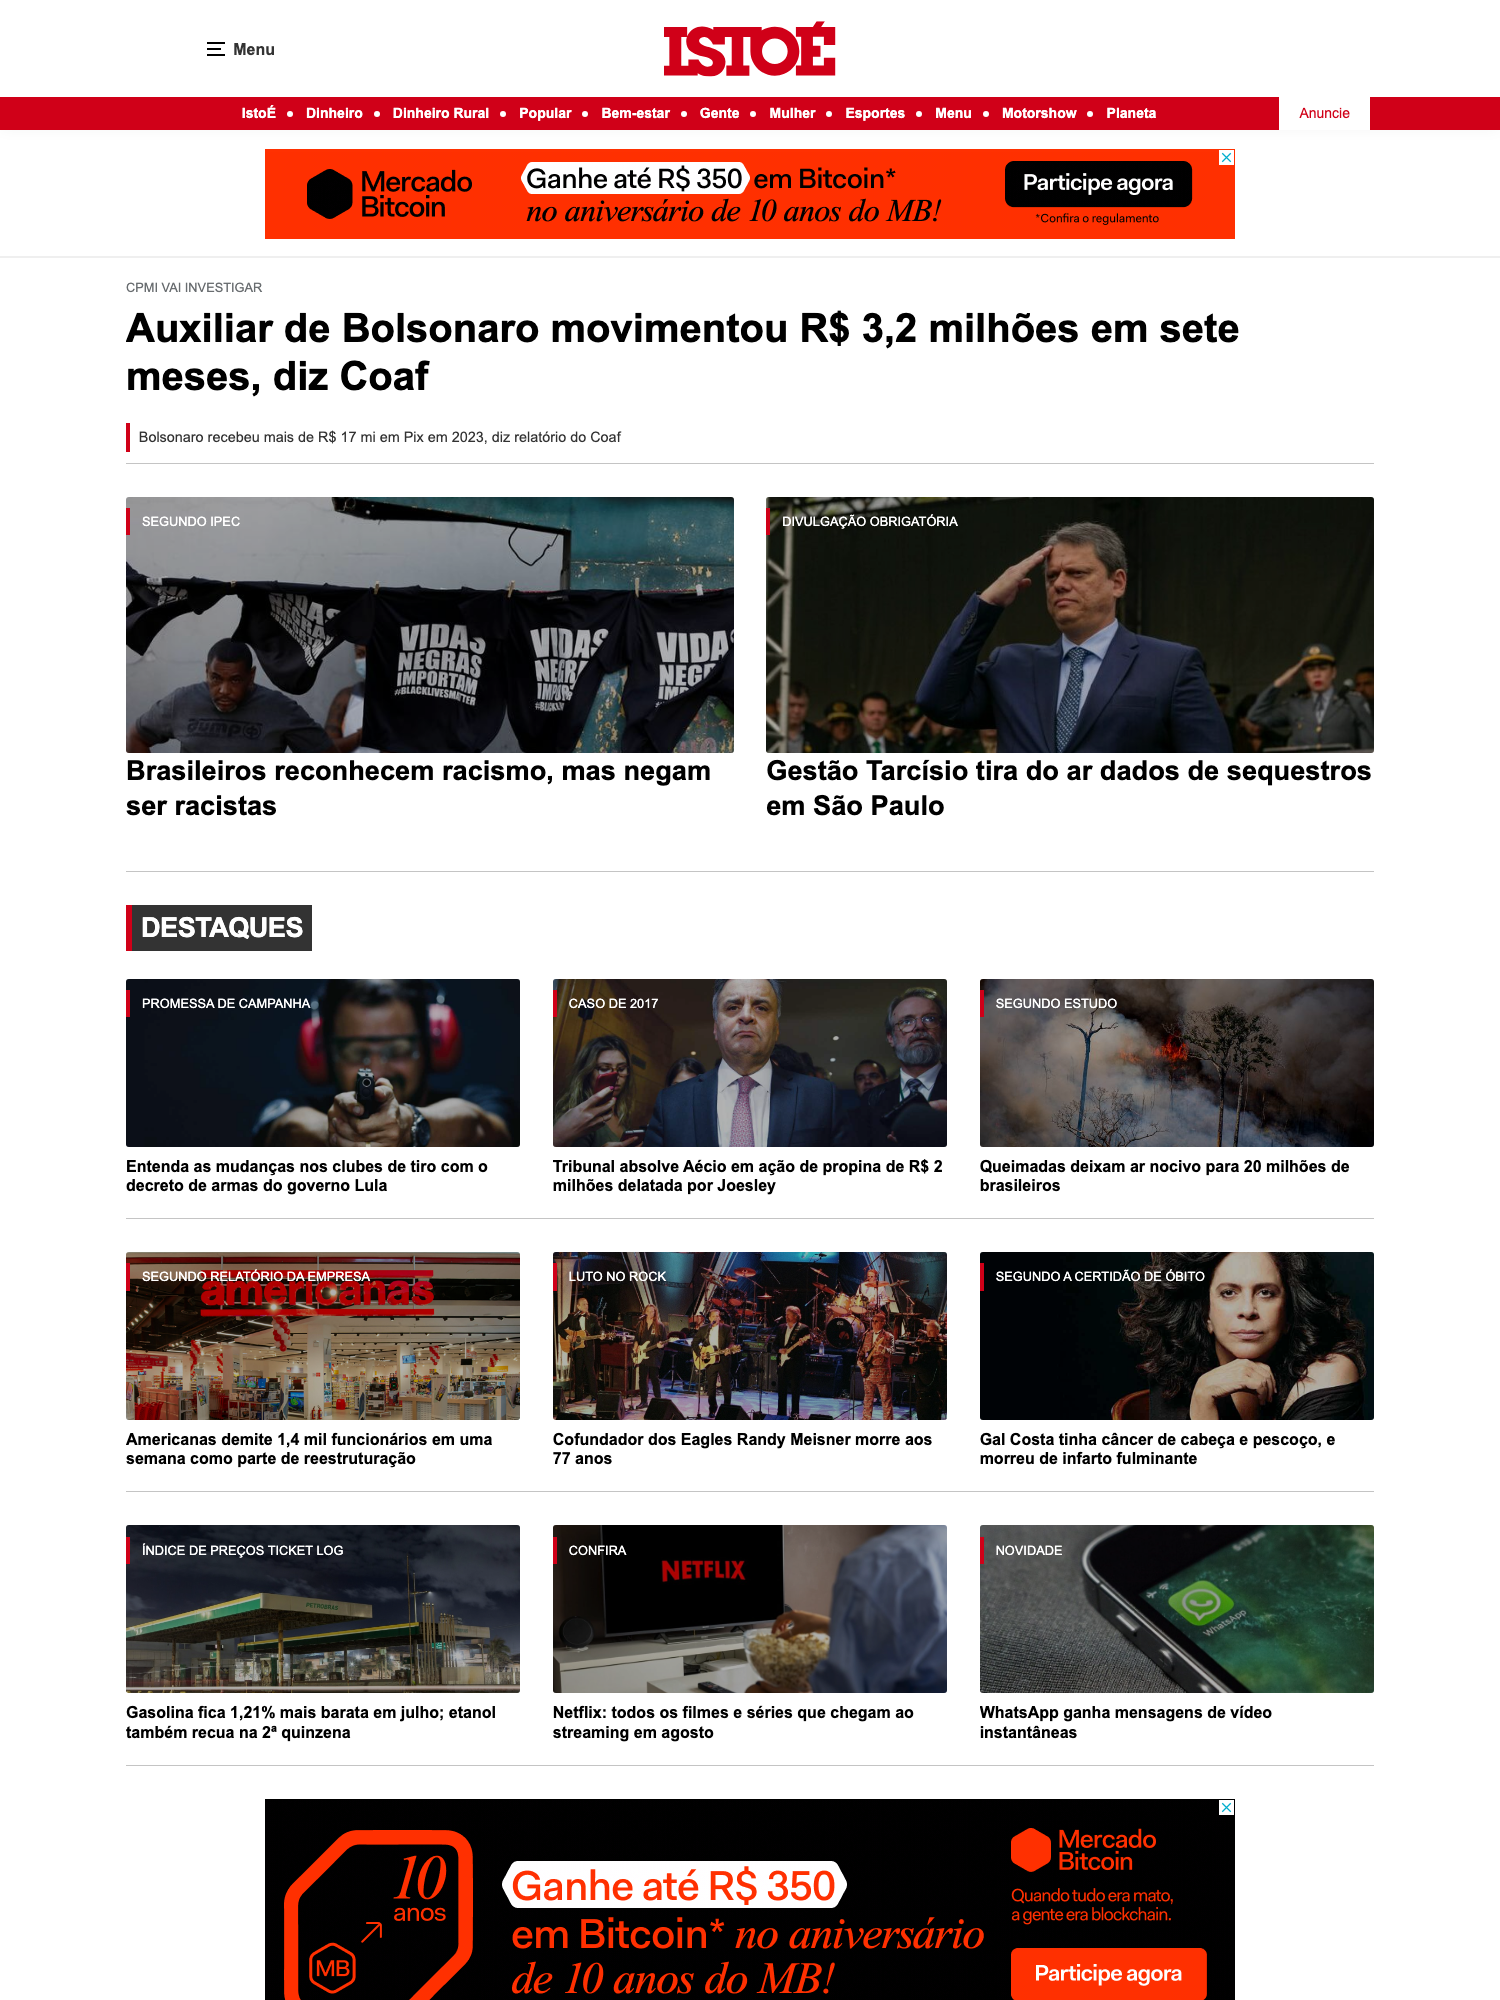 Menu
ISTOÉ
IstoÉ • Dinheiro • Dinheiro Rural • Popular • Bem-estar • Gente • Mulher • Esportes • Menu • Motorshow • Planeta
Anuncie
Mercado
Bitcoin
Ganhe até R$ 350 em Bitcoin*
no aniversário de 10 anos do MB!
Participe agora
*Confira o regulamento
CPMI VAI INVESTIGAR
Auxiliar de Bolsonaro movimentou R$ 3,2 milhões em sete
meses, diz Coaf
Bolsonaro recebeu mais de R$ 17 mi em Pix em 2023, diz relatório do Coaf
SEGUNDO IPEC
VIDAS
NEGRAS
IMPORTAM
#BLACKLIVESMATTER
VIDAS
Brasileiros reconhecem racismo, mas negam
ser racistas
DIVULGAÇÃO OBRIGATÓRIA
Gestão Tarcísio tira do ar dados de sequestros
em São Paulo
DESTAQUES
PROMESSA DE CAMPANHA
Entenda as mudanças nos clubes de tiro com o
decreto de armas do governo Lula
CASO DE 2017
Tribunal absolve Aécio em ação de propina de R$ 2
milhões delatada por Joesley
SEGUNDO ESTUDO
Queimadas deixam ar nocivo para 20 milhões de
brasileiros
SEGUNDO RELATÓRIO DA EMPRESA
americanas
Americanas demite 1,4 mil funcionários em uma
semana como parte de reestruturação
LUTO NO ROCK
Cofundador dos Eagles Randy Meisner morre aos
77 anos
SEGUNDO A CERTIDÃO DE ÓBITO
Gal Costa tinha câncer de cabeça e pescoço, e
morreu de infarto fulminante
ÍNDICE DE PREÇOS TICKET LOG
PETROBRAS
Gasolina fica 1,21% mais barata em julho; etanol
também recua na 2ª quinzena
CONFIRA
NETFLIX
Netflix: todos os filmes e séries que chegam ao
streaming em agosto
NOVIDADE
WhatsApp
WhatsApp ganha mensagens de vídeo
instantâneas
10
anos
MB
Ganhe até R$ 350
em Bitcoin* no aniversário
de 10 anos do MB!
Mercado
Bitcoin
Quando tudo era mato,
a gente era blockchain.
Participe agora